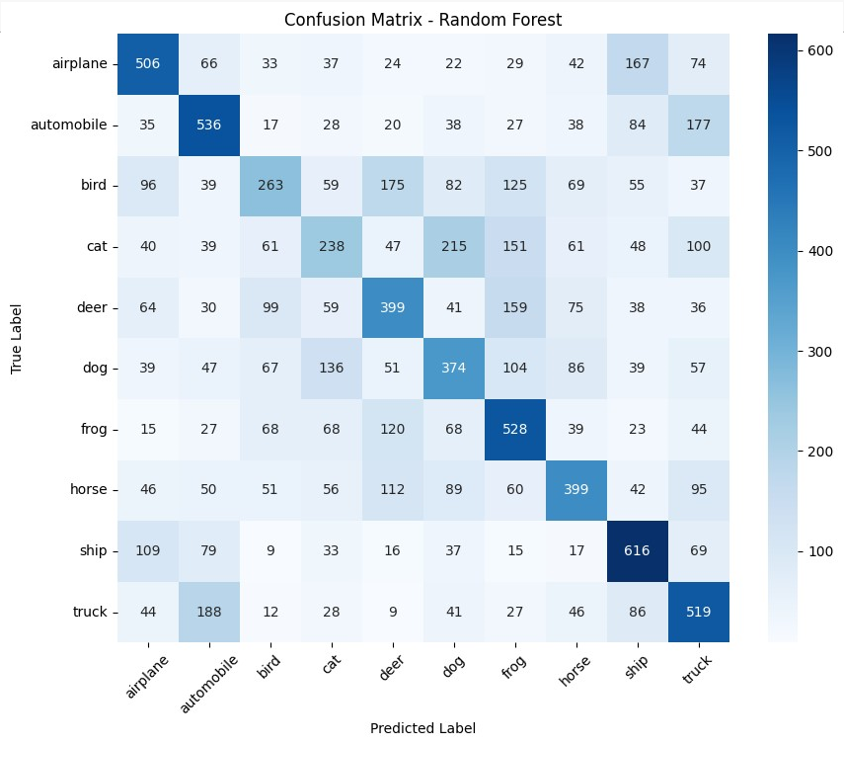 Confusion Matrix - Random Forest
airplane 506 66 33 37 24 22 29 42 167 74
automobile 35 536 17 28 20 38 27 38 84 177
bird 96 39 263 59 175 82 125 69 55 37
cat 40 39 61 238 47 215 151 61 48 100
deer 64 30 99 59 399 41 159 75 38 36
dog 39 47 67 136 51 374 104 86 39 57
frog 15 27 68 68 120 68 528 39 23 44
horse 46 50 51 56 112 89 60 399 42 95
ship 109 79 9 33 16 37 15 17 616 69
truck 44 188 12 28 9 41 27 46 86 519
airplane automobile bird cat deer dog frog horse ship truck
Predicted Label
True Label
600
500
400
300
200
100